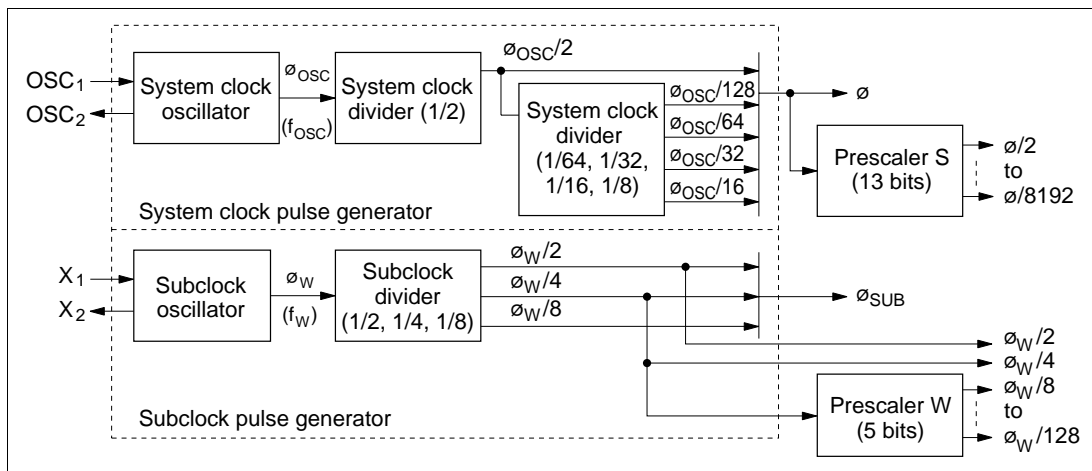 OSC1
OSC2
System clock
oscillator
øOSC
(fOSC)
System clock
divider (1/2)
øOSC/2
System clock
divider
(1/64, 1/32,
1/16, 1/8)
øOSC/128
øOSC/64
øOSC/32
øOSC/16
ø
Prescaler S
(13 bits)
ø/2
to
ø/8192
System clock pulse generator
X1
X2
Subclock
oscillator
øW
(fW)
Subclock
divider
(1/2, 1/4, 1/8)
øW/2
øW/4
øW/8
øSUB
øW/2
øW/4
Prescaler W
(5 bits)
øW/8
to
øW/128
Subclock pulse generator